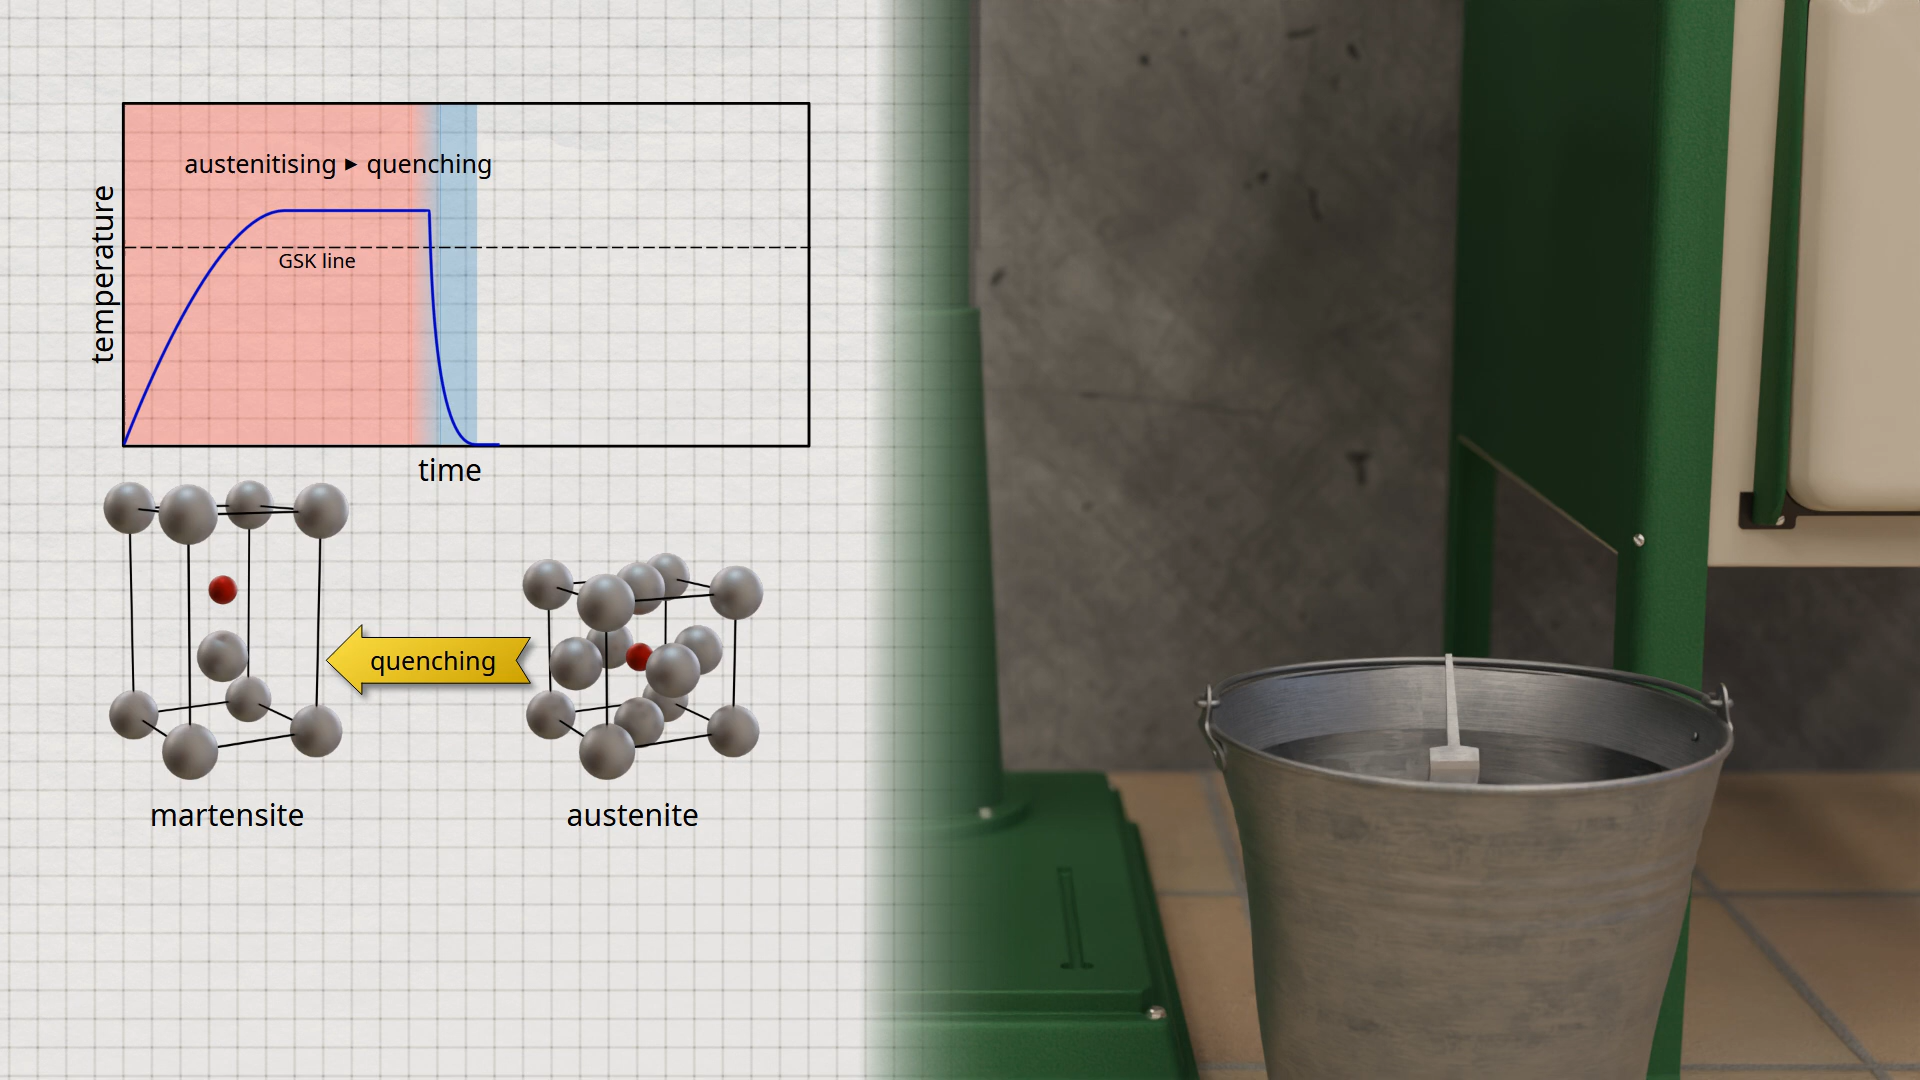 austenitising ► quenching
temperature
GSK line
time
quenching
martensite
austenite